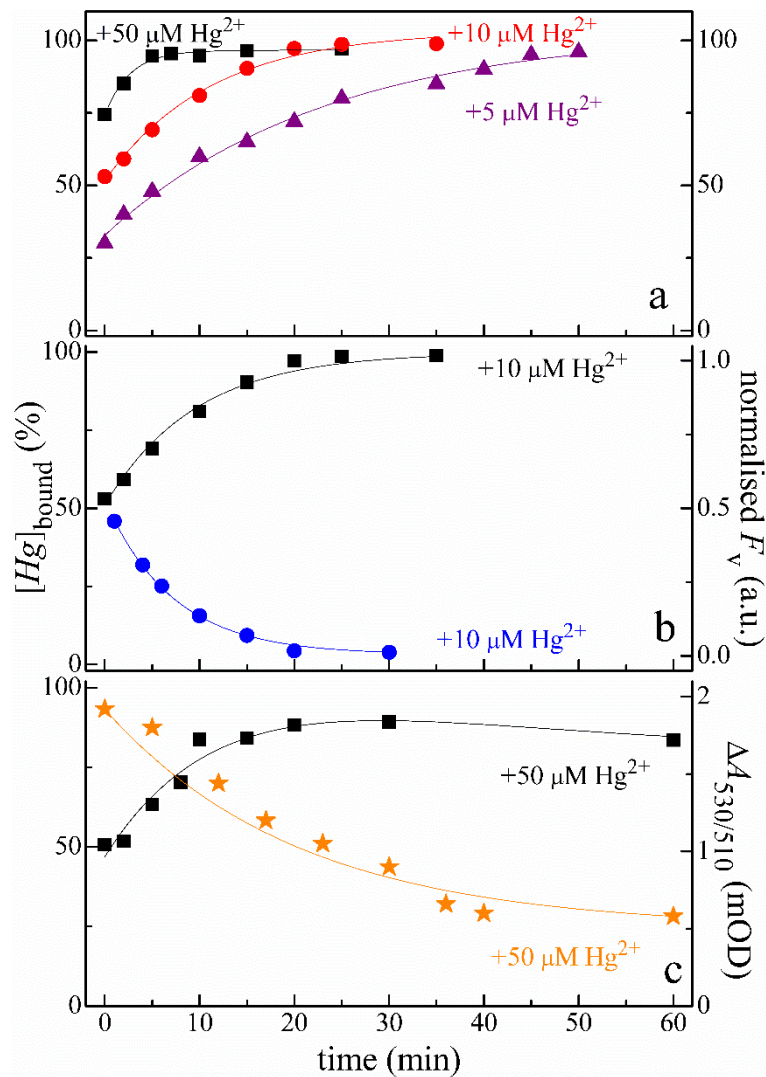 100
+50 μM Hg²⁺
+10 μM Hg²⁺
100
+5 μM Hg²⁺
50
50
a
0
0
100
+10 μM Hg²⁺
1.0
[Hg]bound (%)
50
0.5
normalised Fv (a.u.)
+10 μM Hg²⁺
b
0
0.0
100
2
+50 μM Hg²⁺
50
1
ΔA530/510 (mOD)
+50 μM Hg²⁺
c
0
0
0 10 20 30 40 50 60
time (min)